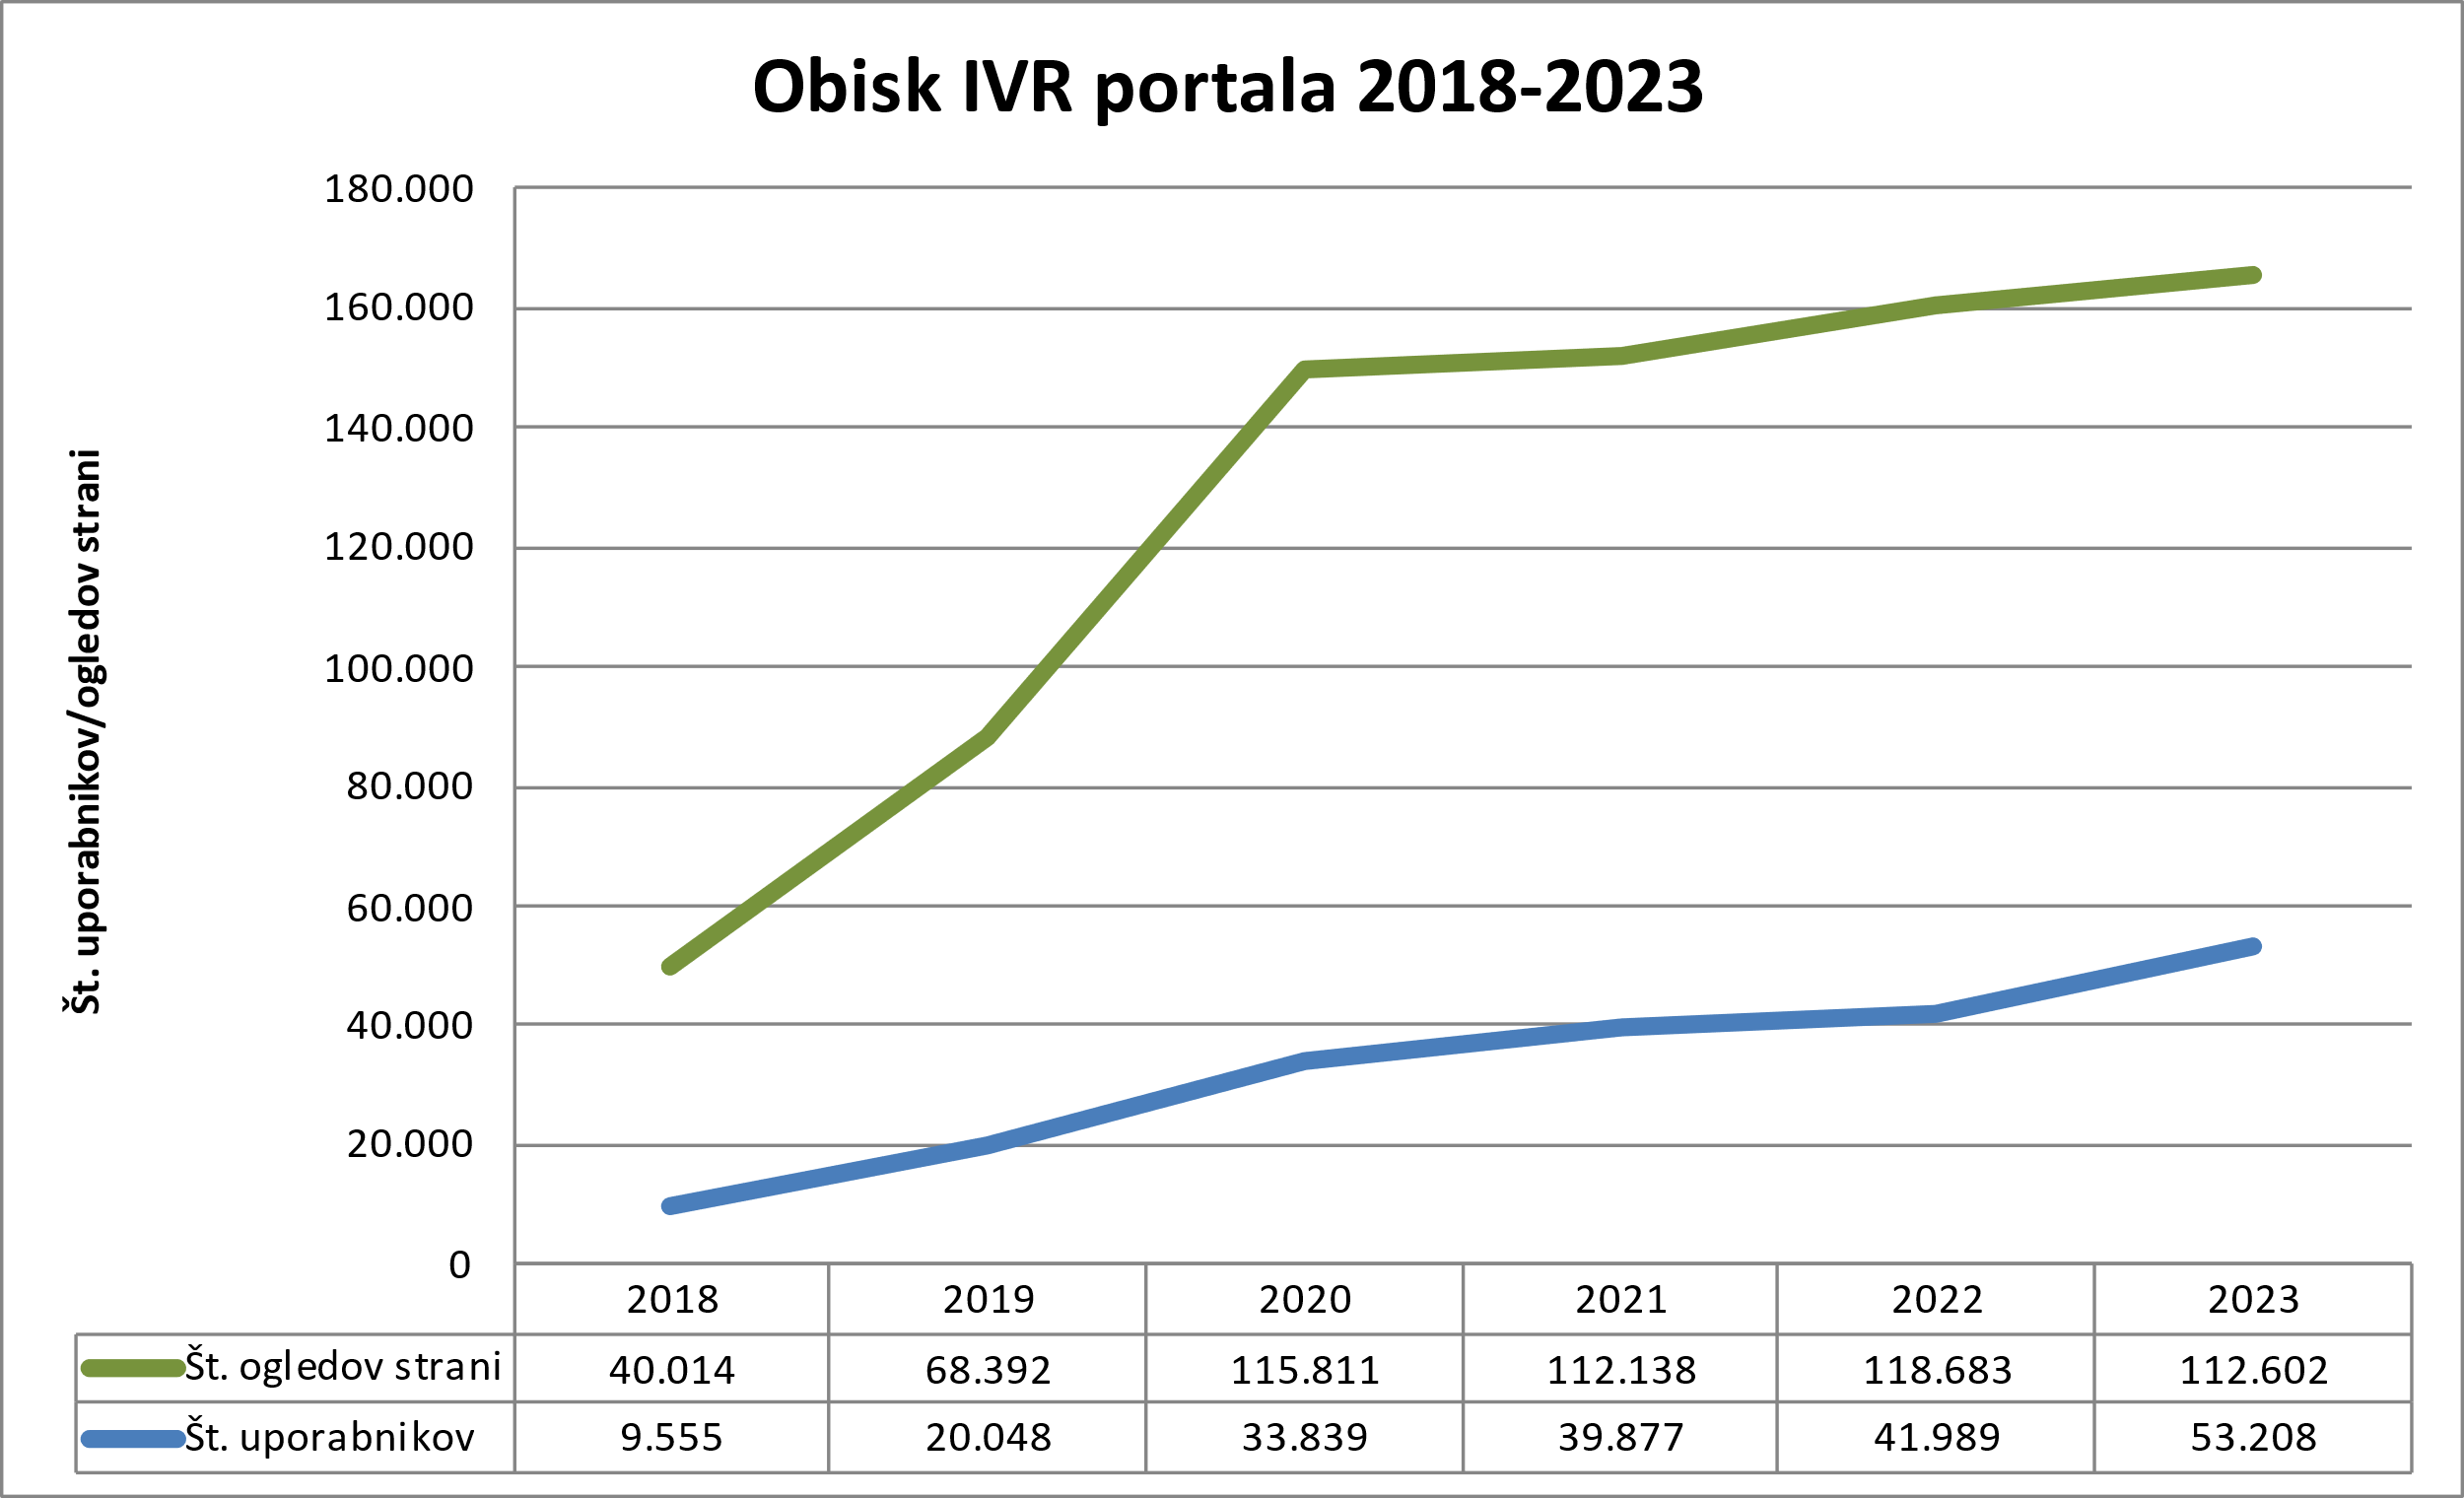 Obisk IVR portala 2018-2023
Št. uporabnikov/ogledov strani
180.000
160.000
140.000
120.000
100.000
80.000
60.000
40.000
20.000
0
2018 2019 2020 2021 2022 2023
Št. ogledov strani 40.014 68.392 115.811 112.138 118.683 112.602
Št. uporabnikov 9.555 20.048 33.839 39.877 41.989 53.208